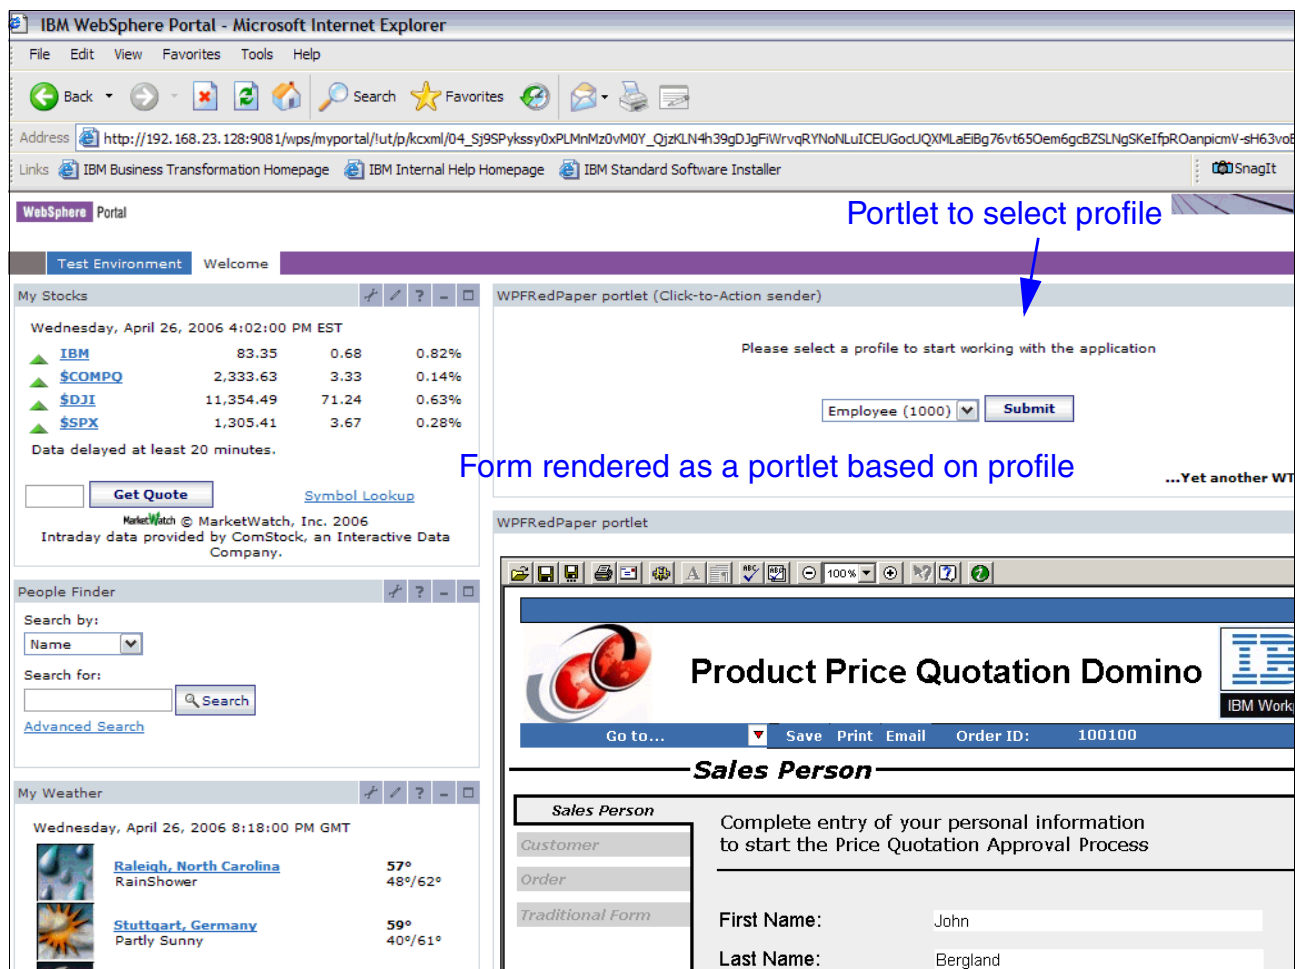 IBM WebSphere Portal - Microsoft Internet Explorer
File Edit View Favorites Tools Help
Back Search Favorites
Address http://192.168.23.128:9081/wps/myportal/!ut/p/kcxml/04_Sj9SPykssy0xPLMnMz0vM0Y_QjzKLN4h39gDJgFiWrvqRYNoNLuICEUGocUQXMLaEiBg76vt65Oem6gcBZSLNgSKeIfpROanpicmV-sH63voB
Links IBM Business Transformation Homepage IBM Internal Help Homepage IBM Standard Software Installer SnagIt
WebSphere Portal
Portlet to select profile
Test Environment Welcome
My Stocks
Wednesday, April 26, 2006 4:02:00 PM EST
IBM 83.35 0.68 0.82%
$COMPQ 2,333.63 3.33 0.14%
$DJI 11,354.49 71.24 0.63%
$SPX 1,305.41 3.67 0.28%
Data delayed at least 20 minutes.
Get Quote Symbol Lookup
MarketWatch © MarketWatch, Inc. 2006
Intraday data provided by ComStock, an Interactive Data
Company.
WPFRedPaper portlet (Click-to-Action sender)
Please select a profile to start working with the application
Employee (1000) Submit
Form rendered as a portlet based on profile
...Yet another WT
People Finder
Search by:
Name
Search for:
Search
Advanced Search
My Weather
Wednesday, April 26, 2006 8:18:00 PM GMT
Raleigh, North Carolina 57°
RainShower 48°/62°
Stuttgart, Germany 59°
Partly Sunny 40°/61°
WPFRedPaper portlet
100%
Product Price Quotation Domino
IBM
IBM Work
Go to... Save Print Email Order ID: 100100
Sales Person
Sales Person
Customer
Order
Traditional Form
Complete entry of your personal information
to start the Price Quotation Approval Process
First Name: John
Last Name: Bergland